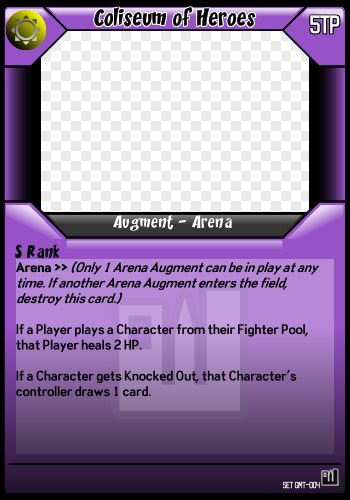 Coliseum of Heroes
5TP
Augment - Arena
S Rank
Arena >> (Only 1 Arena Augment can be in play at any
time. If another Arena Augment enters the field,
destroy this card.)
If a Player plays a Character from their Fighter Pool,
that Player heals 2 HP.
If a Character gets Knocked Out, that Character's
controller draws 1 card.
SET GMT-004